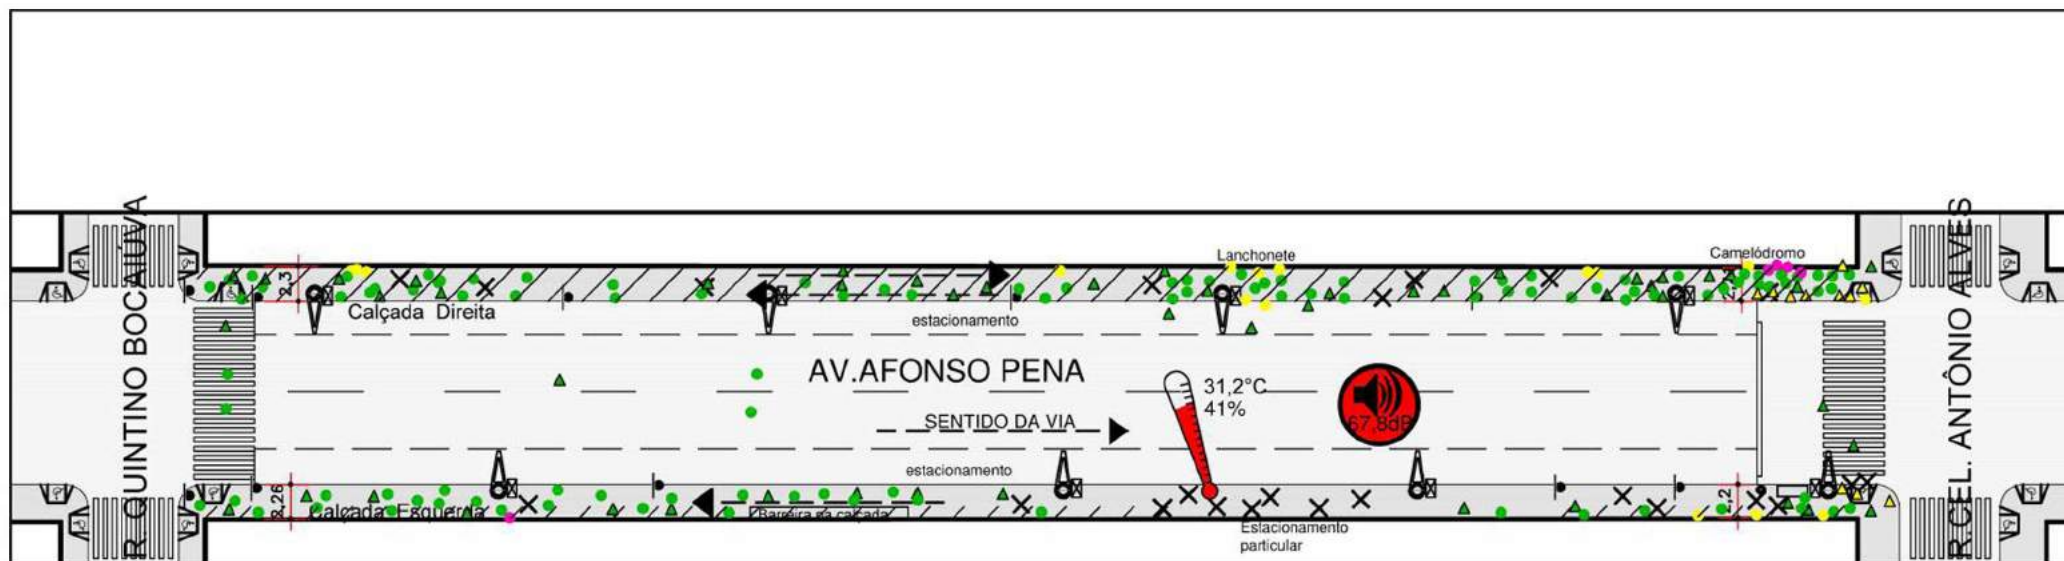 R. QUINTINO BOCAIÚVA
Lanchonete
Camelódromo
2,3
Calçada Direita
estacionamento
AV.AFONSO PENA
31,2°C
41%
67,8dB
SENTIDO DA VIA
estacionamento
2,26
Calçada Esquerda
Barreira na calçada
2,2
Estacionamento
particular
R.CEL. ANTÔNIO ALVES